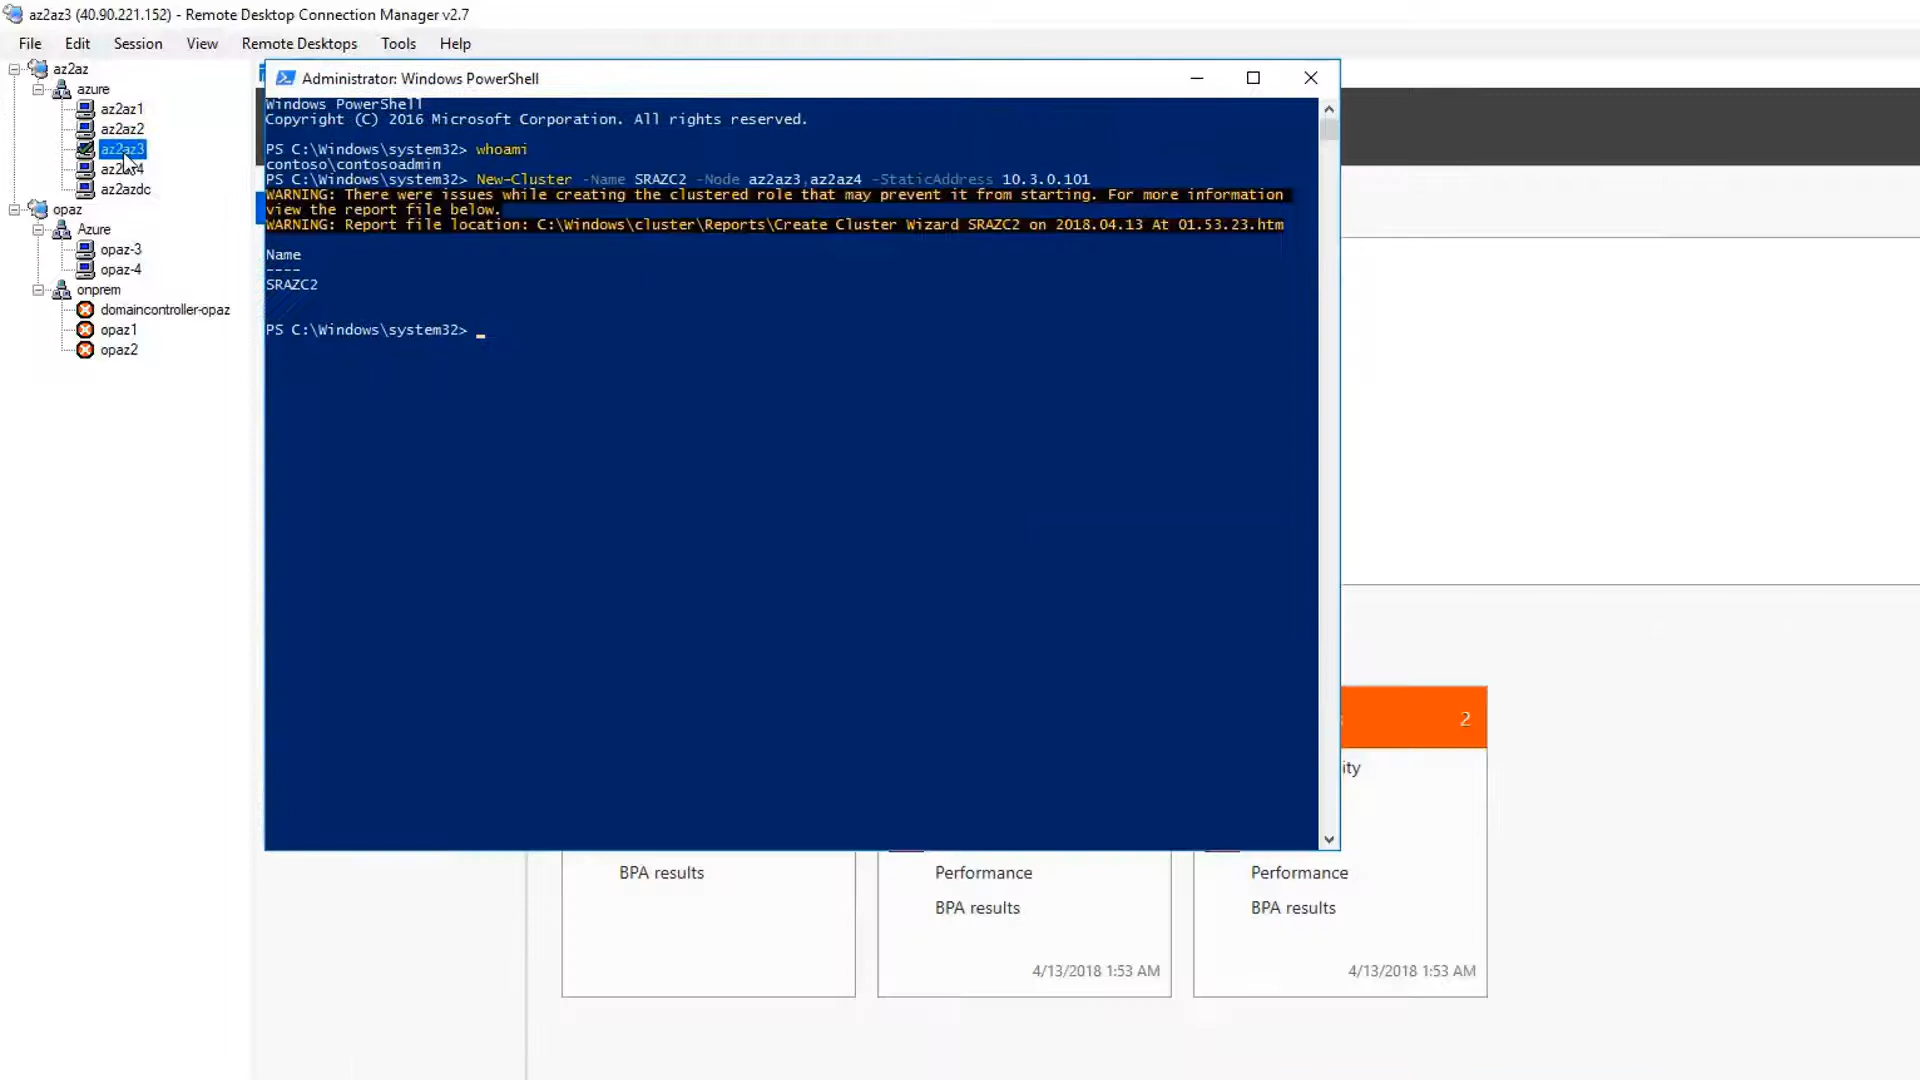 az2az3 (40.90.221.152) - Remote Desktop Connection Manager v2.7
File Edit Session View Remote Desktops Tools Help
az2az
azure
az2az1
az2az2
az2az3
az2azdc
opaz
Azure
opaz-3
opaz-4
onprem
domaincontroller-opaz
opaz1
opaz2
Administrator: Windows PowerShell
Windows PowerShell
Copyright (C) 2016 Microsoft Corporation. All rights reserved.
PS C:\Windows\system32> whoami
contoso\contosoadmin
PS C:\Windows\system32> New-Cluster -Name SRAZC2 -Node az2az3,az2az4 -StaticAddress 10.3.0.101
WARNING: There were issues while creating the clustered role that may prevent it from starting. For more information
view the report file below.
WARNING: Report file location: C:\Windows\cluster\Reports\Create Cluster Wizard SRAZC2 on 2018.04.13 At 01.53.23.htm
Name
----
SRAZC2
PS C:\Windows\system32> _
2
ity
BPA results
Performance
BPA results
4/13/2018 1:53 AM
Performance
BPA results
4/13/2018 1:53 AM